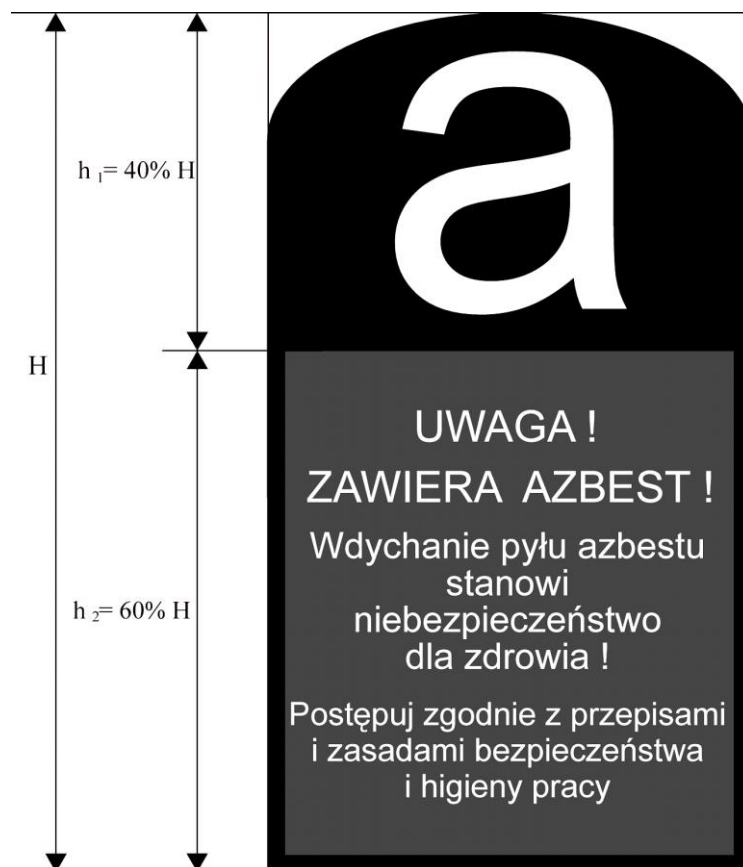 a
h 1= 40% H
H
h 2= 60% H
UWAGA !
ZAWIERA AZBEST !
Wdychanie pyłu azbestu
stanowi
niebezpieczeństwo
dla zdrowia !
Postępuj zgodnie z przepisami
i zasadami bezpieczeństwa
i higieny pracy